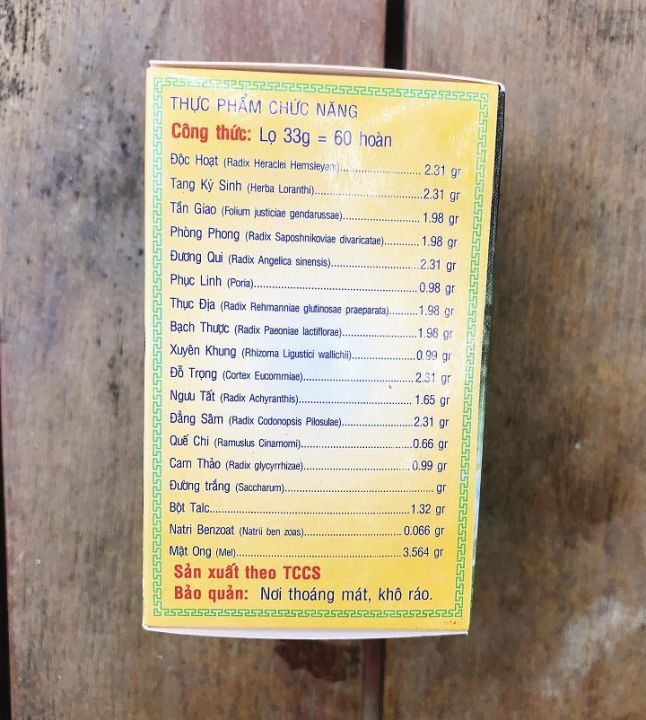 THỰC PHẨM CHỨC NĂNG
Công thức: Lọ 33g = 60 hoàn
Độc Hoạt (Radix Heraclei Hemsleyani)........................2.31 gr
Tang Ký Sinh (Herba Loranthi)................................2.31 gr
Tần Giao (Folium justiciae gendarussae)......................1.98 gr
Phòng Phong (Radix Saposhnikoviae divaricatae)...........1.98 gr
Đương Qui (Radix Angelica sinensis)..........................2.31 gr
Phục Linh (Poria).............................................0.98 gr
Thục Địa (Radix Rehmanniae glutinosae praeparata).........1.98 gr
Bạch Thược (Radix Paeoniae lactiflorae)......................1.98 gr
Xuyên Khung (Rhizoma Ligustici wallichii)...................0.99 gr
Đỗ Trọng (Cortex Eucommiae)..................................2.31 gr
Ngưu Tất (Radix Achyranthis).................................1.65 gr
Đẳng Sâm (Radix Codonopsis Pilosulae).......................2.31 gr
Quế Chi (Ramuslus Cinamomi).................................0.66 gr
Cam Thảo (Radix glycyrrhizae)................................0.99 gr
Đường trắng (Saccharum)...................................... gr
Bột Talc......................................................1.32 gr
Natri Benzoat (Natrii ben zoas)..............................0.066 gr
Mật Ong (Mel)................................................3.564 gr
Sản xuất theo TCCS
Bảo quản: Nơi thoáng mát, khô ráo.